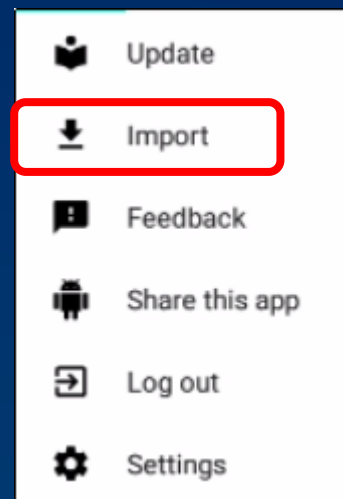 Update
Import
Feedback
Share this app
Log out
Settings